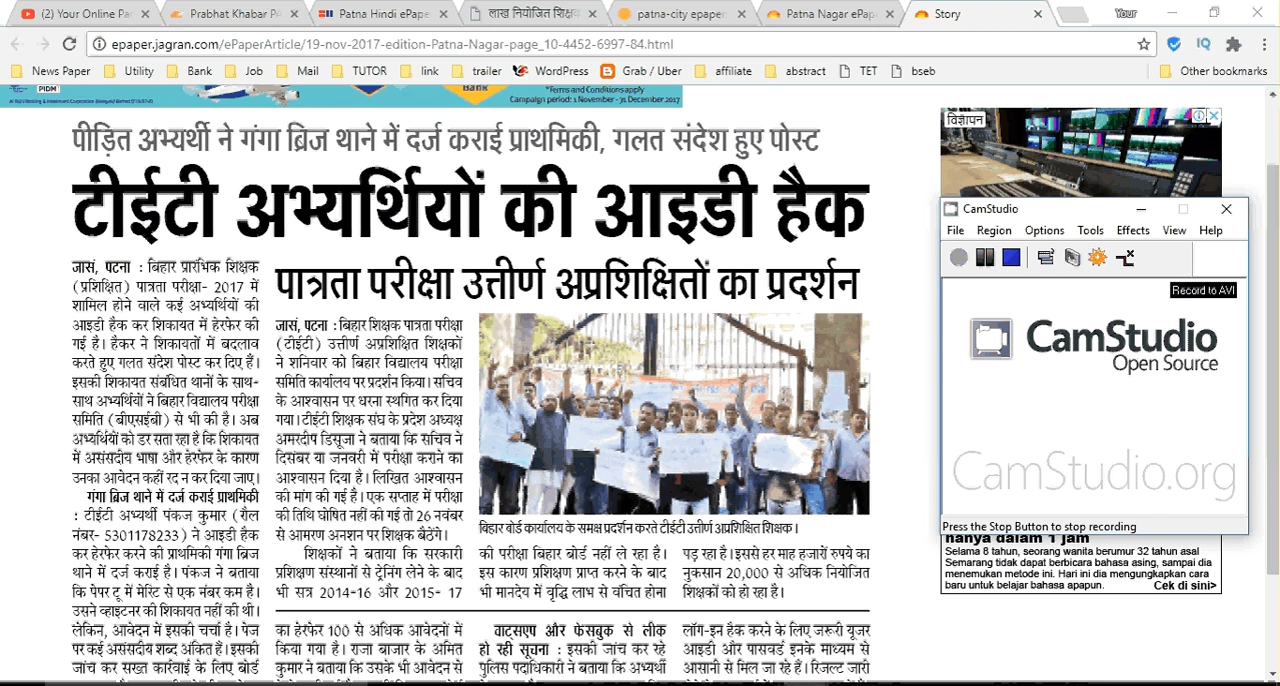 (2) Your Online Par
Prabhat Khabar PA
Patna Hindi ePape
लाख नियोजित शिक्षक
patna-city epaper
Patna Nagar ePap
Story
Your
epaper.jagran.com/ePaperArticle/19-nov-2017-edition-Patna-Nagar-page_10-4452-6997-84.html
IQ
News Paper
Utility
Bank
Job
Mail
TUTOR
link
trailer
WordPress
Grab / Uber
affiliate
abstract
TET
bseb
Other bookmarks
PIDM
Bank
*Terms and Conditions apply
Campaign period: 1 November - 31 December 2017
पीड़ित अभ्यर्थी ने गंगा ब्रिज थाने में दर्ज कराई प्राथमिकी, गलत संदेश हुए पोस्ट
टीईटी अभ्यर्थियों की आइडी हैक
जासं, पटना : बिहार प्रारंभिक शिक्षक
(प्रशिक्षित) पात्रता परीक्षा- 2017 में
शामिल होने वाले कई अभ्यर्थियों की
आइडी हैक कर शिकायत में हेरफेर की
गई है। हैकर ने शिकायतों में बदलाव
करते हुए गलत संदेश पोस्ट कर दिए हैं।
इसकी शिकायत संबंधित थानों के साथ-
साथ अभ्यर्थियों ने बिहार विद्यालय परीक्षा
समिति (बीएसईबी) से भी की है। अब
अभ्यर्थियों को डर सता रहा है कि शिकायत
में असंसदीय भाषा और हेरफेर के कारण
उनका आवेदन कहीं रद न कर दिया जाए।
गंगा ब्रिज थाने में दर्ज कराई प्राथमिकी
: टीईटी अभ्यर्थी पंकज कुमार (रौल
नंबर- 5301178233) ने आइडी हैक
कर हेरफेर करने की प्राथमिकी गंगा ब्रिज
थाने में दर्ज कराई है। पंकज ने बताया
कि पेपर टू में मेरिट से एक नंबर कम है।
उसने व्हाइटनर की शिकायत नहीं की थी।
लेकिन, आवेदन में इसकी चर्चा है। पेज
पर कई असंसदीय शब्द अंकित हैं। इसकी
जांच कर सख्त कार्रवाई के लिए बोर्ड
पात्रता परीक्षा उत्तीर्ण अप्रशिक्षितों का प्रदर्शन
जासं, पटना : बिहार शिक्षक पात्रता परीक्षा
(टीईटी) उत्तीर्ण अप्रशिक्षित शिक्षकों
ने शनिवार को बिहार विद्यालय परीक्षा
समिति कार्यालय पर प्रदर्शन किया। सचिव
के आश्वासन पर धरना स्थगित कर दिया
गया। टीईटी शिक्षक संघ के प्रदेश अध्यक्ष
अमरदीप डिसूजा ने बताया कि सचिव ने
दिसंबर या जनवरी में परीक्षा कराने का
आश्वासन दिया है। लिखित आश्वासन
की मांग की गई है। एक सप्ताह में परीक्षा
की तिथि घोषित नहीं की गई तो 26 नवंबर
से आमरण अनशन पर शिक्षक बैठेंगे।
शिक्षकों ने बताया कि सरकारी
प्रशिक्षण संस्थानों से ट्रेनिंग लेने के बाद
भी सत्र 2014-16 और 2015- 17
बिहार बोर्ड कार्यालय के समक्ष प्रदर्शन करते टीईटी उत्तीर्ण अप्रशिक्षित शिक्षक।
की परीक्षा बिहार बोर्ड नहीं ले रहा है।
इस कारण प्रशिक्षण प्राप्त करने के बाद
भी मानदेय में वृद्धि लाभ से वंचित होना
पड़ रहा है। इससे हर माह हजारों रुपये का
नुकसान 20,000 से अधिक नियोजित
शिक्षकों को हो रहा है।
का हेरफेर 100 से अधिक आवेदनों में
किया गया है। राजा बाजार के अमित
कुमार ने बताया कि उसके भी आवेदन से
वाट्सएप और फेसबुक से लीक
हो रही सूचना : इसकी जांच कर रहे
पुलिस पदाधिकारी ने बताया कि अभ्यर्थी
लॉग-इन हैक करने के लिए जरूरी यूजर
आइडी और पासवर्ड इनके माध्यम से
आसानी से मिल जा रहे हैं। रिजल्ट जारी
विज्ञापन
CamStudio
File Region Options Tools Effects View Help
Record to AVI
CamStudio
Open Source
CamStudio.org
Press the Stop Button to stop recording
hanya dalam 1 jam
Selama 8 tahun, seorang wanita berumur 32 tahun asal
Semarang tidak dapat berbicara bahasa asing, sampai dia
menemukan metode ini. Hari ini dia mengungkapkan cara
baru untuk belajar bahasa apapun.
Cek di sini>